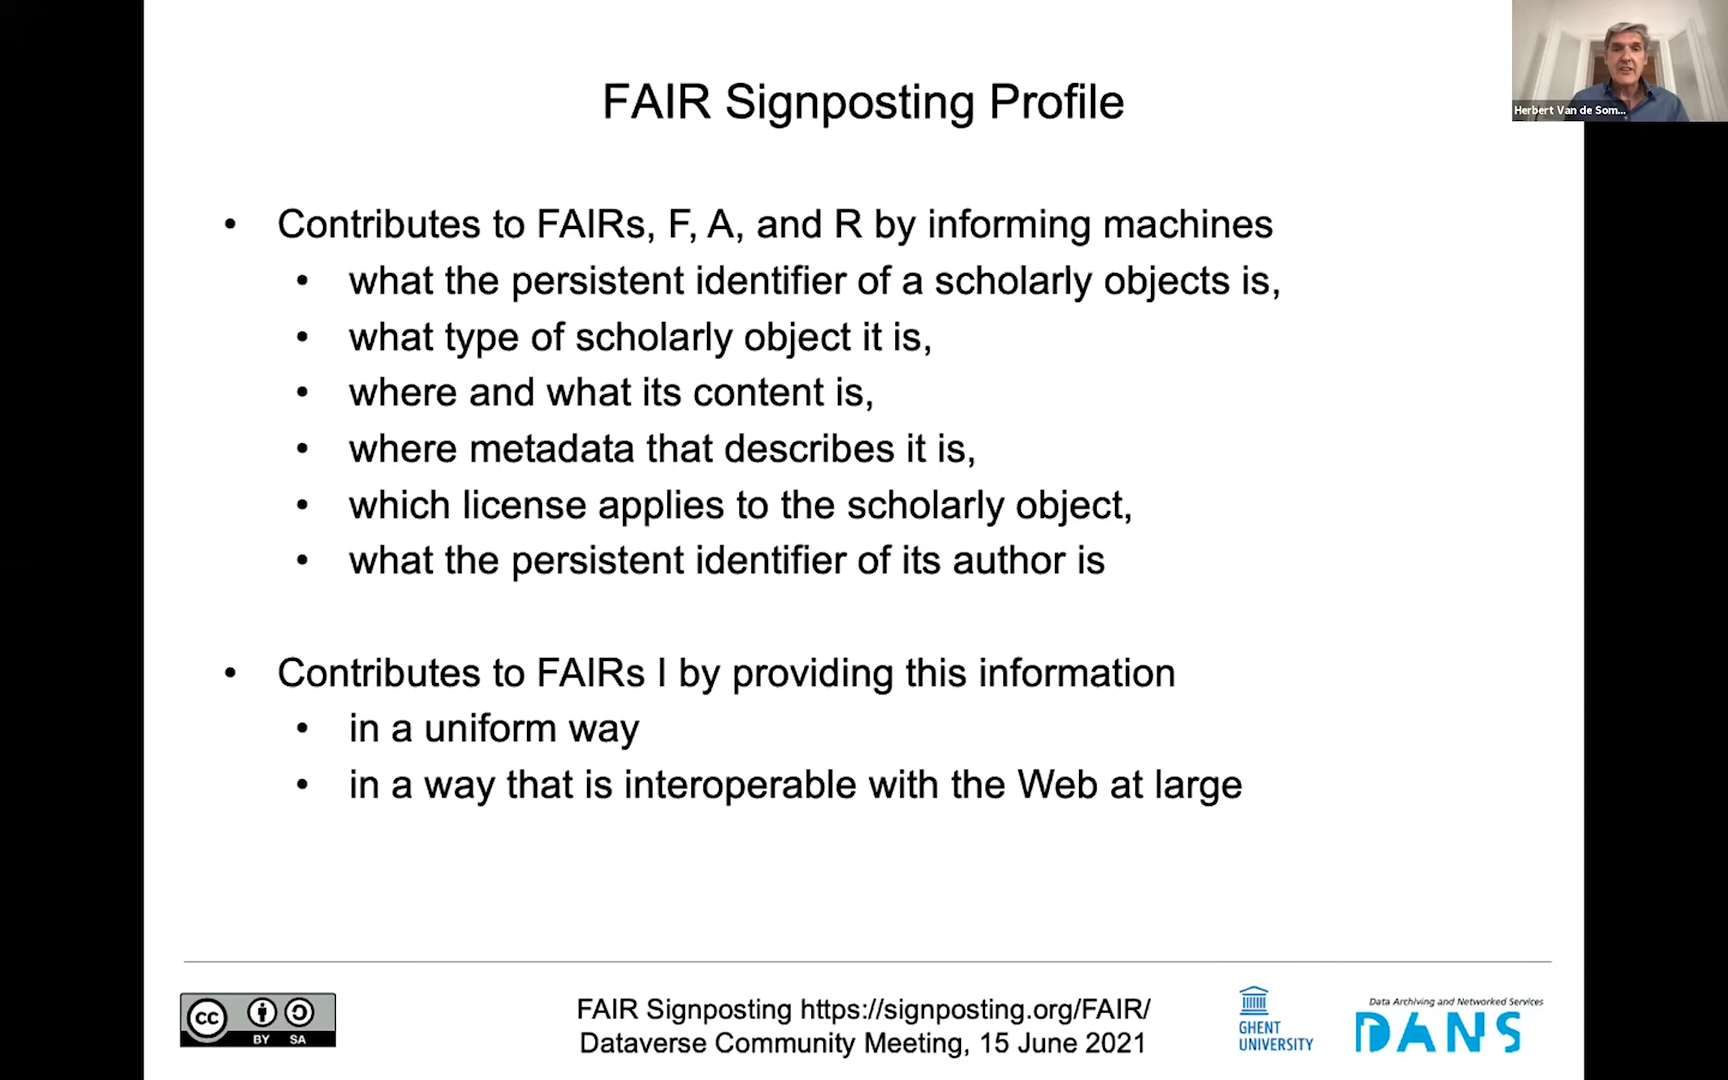 FAIR Signposting Profile
Herbert Van de Som...
• Contributes to FAIRs, F, A, and R by informing machines
• what the persistent identifier of a scholarly objects is,
• what type of scholarly object it is,
• where and what its content is,
• where metadata that describes it is,
• which license applies to the scholarly object,
• what the persistent identifier of its author is
• Contributes to FAIRs I by providing this information
• in a uniform way
• in a way that is interoperable with the Web at large
cc
BY SA
FAIR Signposting https://signposting.org/FAIR/
Dataverse Community Meeting, 15 June 2021
GHENT
UNIVERSITY
Data Archiving and Networked Services
DANS